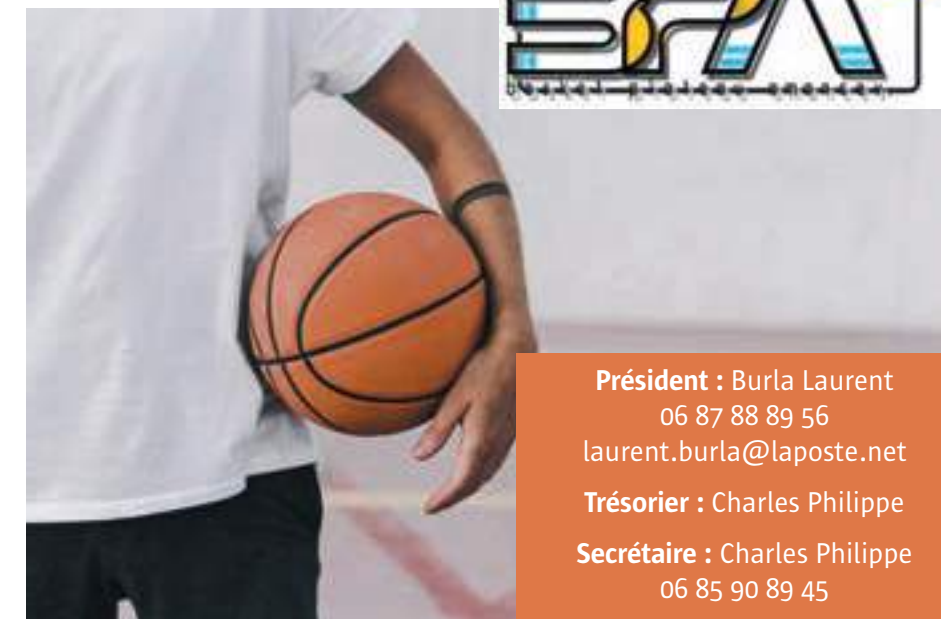 Président : Burla Laurent
06 87 88 89 56
laurent.burla@laposte.net
Trésorier : Charles Philippe
Secrétaire : Charles Philippe
06 85 90 89 45